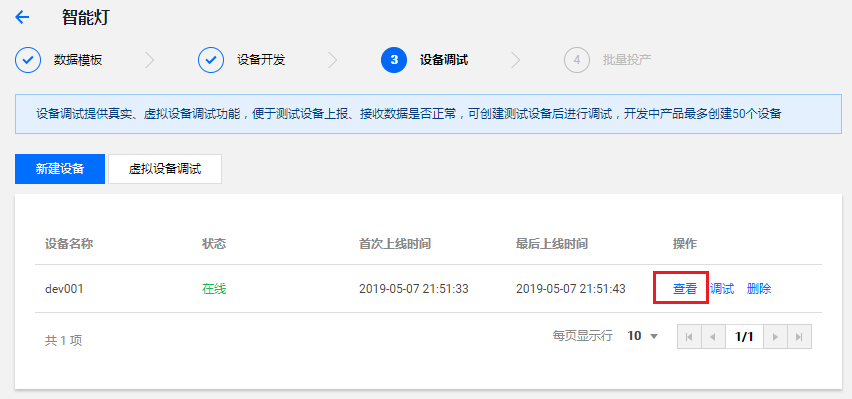 智能灯
数据模板 设备开发 3 设备调试 4 批量投产
设备调试提供真实、虚拟设备调试功能，便于测试设备上报、接收数据是否正常，可创建测试设备后进行调试，开发中产品最多创建50个设备
新建设备 虚拟设备调试
设备名称 状态 首次上线时间 最后上线时间 操作
dev001 在线 2019-05-07 21:51:33 2019-05-07 21:51:43 查看 调试 删除
共 1 项 每页显示行 10 1/1